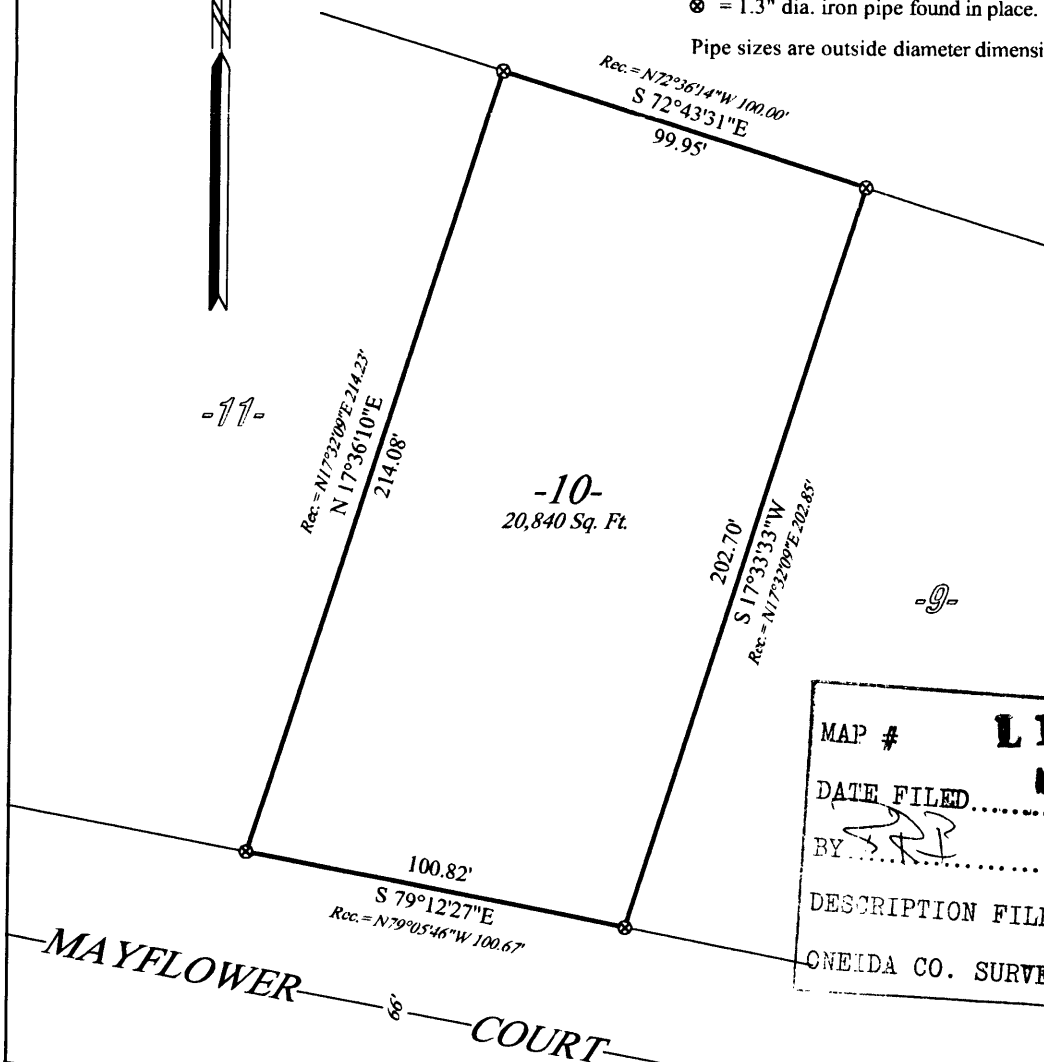 ⊗ = 1.3" dia. iron pipe found in place.
Pipe sizes are outside diameter
Rec. = N72°36'14"W 100.00'
S 72°43'31"E
99.95'
-11-
Rec. = N17°32'09"E 214.23'
N 17°36'10"E
214.08'
-10-
20,840 Sq. Ft.
202.70'
S 17°33'33"W
Rec. = N17°32'09"E 202.85'
-9-
100.82'
S 79°12'27"E
Rec. = N79°05'46"W 100.67'
MAYFLOWER 66' COURT
MAP #
DATE FILED
BY
DESCRIPTION
ONEIDA CO.